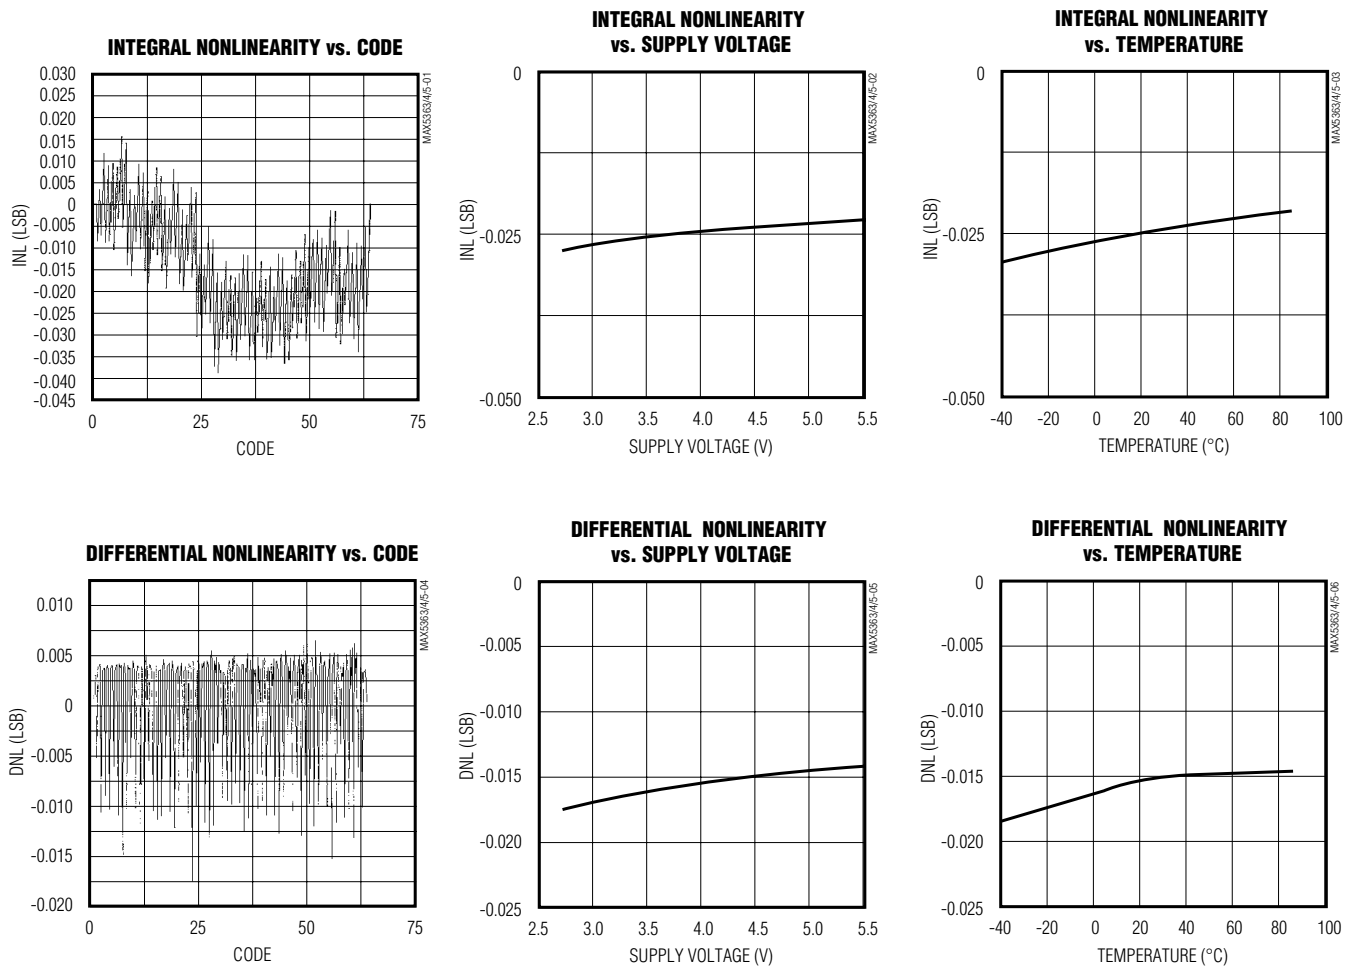 INTEGRAL NONLINEARITY vs. CODE
0.030
0.025
0.020
0.015
0.010
0.005
0
-0.005
-0.010
-0.015
-0.020
-0.025
-0.030
-0.035
-0.040
-0.045
INL (LSB)
0 25 50 75
CODE
MAX5363/4/5-01
INTEGRAL NONLINEARITY
vs. SUPPLY VOLTAGE
0
-0.025
-0.050
INL (LSB)
2.5 3.0 3.5 4.0 4.5 5.0 5.5
SUPPLY VOLTAGE (V)
MAX5363/4/5-02
INTEGRAL NONLINEARITY
vs. TEMPERATURE
0
-0.025
-0.050
INL (LSB)
-40 -20 0 20 40 60 80 100
TEMPERATURE (°C)
MAX5363/4/5-03
DIFFERENTIAL NONLINEARITY vs. CODE
0.010
0.005
0
-0.005
-0.010
-0.015
-0.020
DNL (LSB)
0 25 50 75
CODE
MAX5363/4/5-04
DIFFERENTIAL NONLINEARITY
vs. SUPPLY VOLTAGE
0
-0.005
-0.010
-0.015
-0.020
-0.025
DNL (LSB)
2.5 3.0 3.5 4.0 4.5 5.0 5.5
SUPPLY VOLTAGE (V)
MAX5363/4/5-05
DIFFERENTIAL NONLINEARITY
vs. TEMPERATURE
0
-0.005
-0.010
-0.015
-0.020
-0.025
DNL (LSB)
-40 -20 0 20 40 60 80 100
TEMPERATURE (°C)
MAX5363/4/5-06